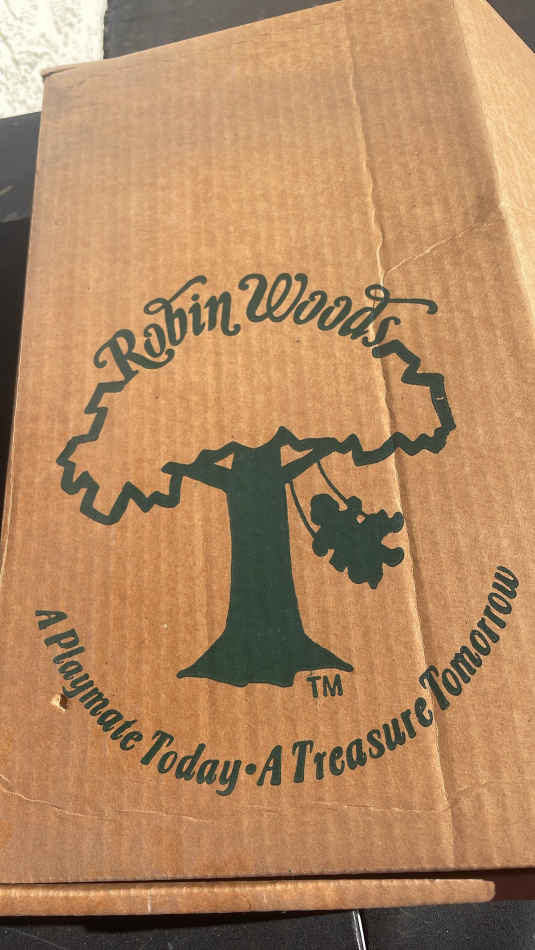 Robin Woods
TM
A Playmate Today • A Treasure Tomorrow